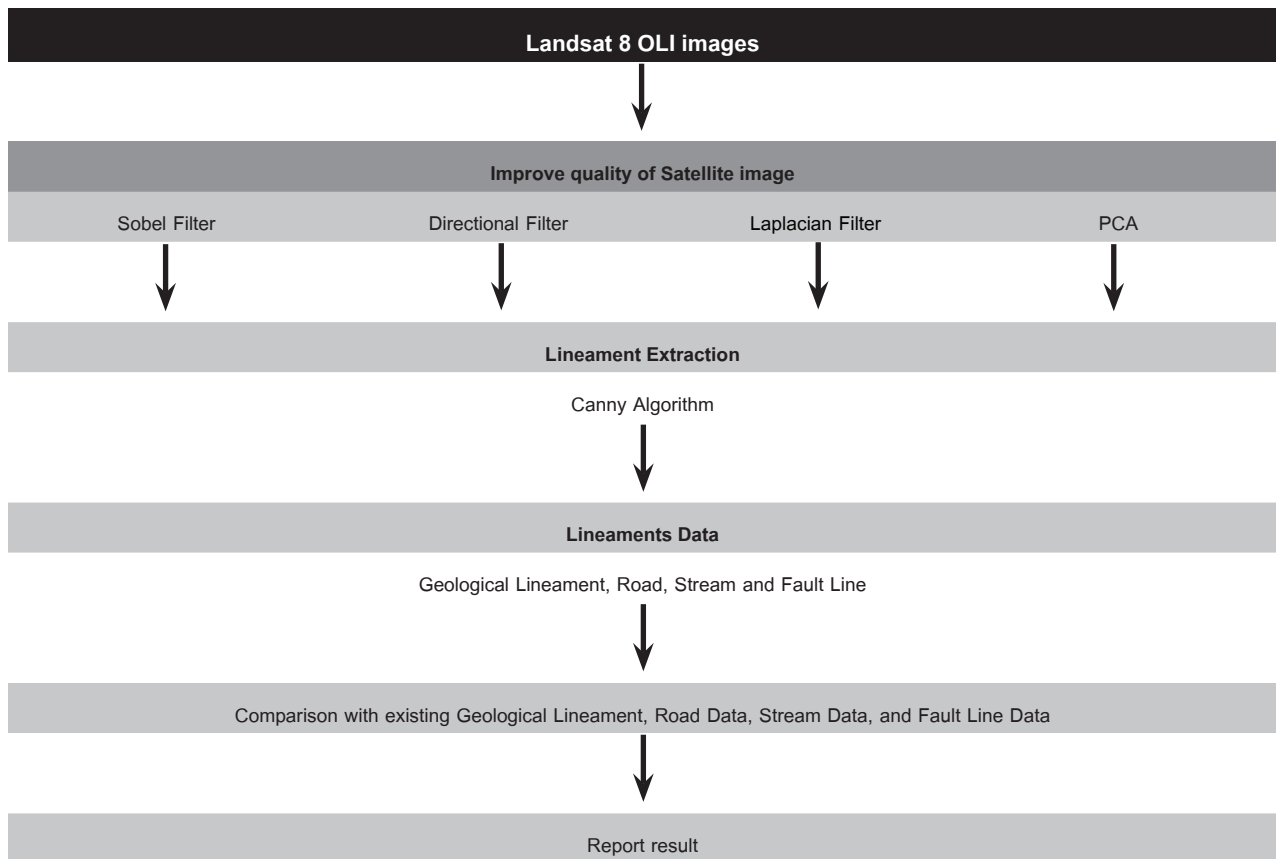 Landsat 8 OLI images
Improve quality of Satellite image
Sobel Filter
Directional Filter
Laplacian Filter
PCA
Lineament Extraction
Canny Algorithm
Lineaments Data
Geological Lineament, Road, Stream and Fault Line
Comparison with existing Geological Lineament, Road Data, Stream Data, and Fault Line Data
Report result